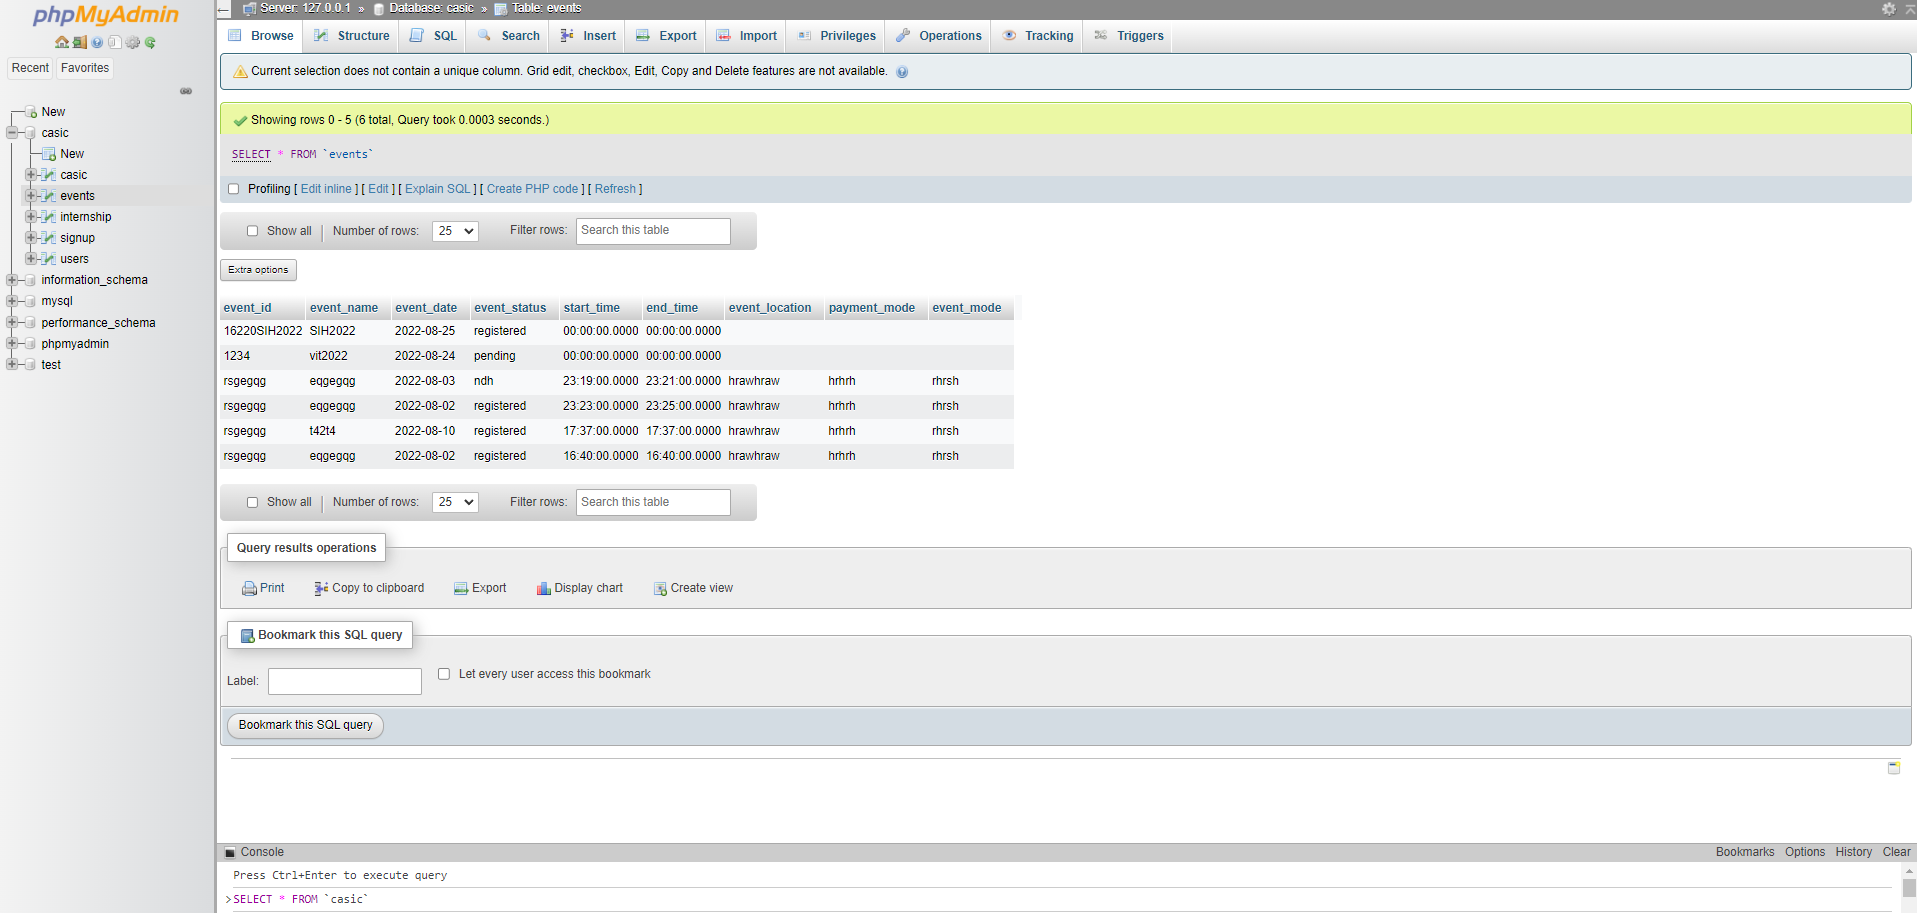 phpMyAdmin
Recent Favorites
New
casic
New
casic
events
internship
signup
users
information_schema
mysql
performance_schema
phpmyadmin
test
Server: 127.0.0.1 » Database: casic » Table: events
Browse Structure SQL Search Insert Export Import Privileges Operations Tracking Triggers
Current selection does not contain a unique column. Grid edit, checkbox, Edit, Copy and Delete features are not available.
Showing rows 0 - 5 (6 total, Query took 0.0003 seconds.)
SELECT * FROM `events`
Profiling [ Edit inline ] [ Edit ] [ Explain SQL ] [ Create PHP code ] [ Refresh ]
Show all | Number of rows: 25 Filter rows: Search this table
Extra options
event_id event_name event_date event_status start_time end_time event_location payment_mode event_mode
16220SIH2022 SIH2022 2022-08-25 registered 00:00:00.0000 00:00:00.0000
1234 vit2022 2022-08-24 pending 00:00:00.0000 00:00:00.0000
rsgegqg eqgegqg 2022-08-03 ndh 23:19:00.0000 23:21:00.0000 hrawhraw hrhrh rhrsh
rsgegqg eqgegqg 2022-08-02 registered 23:23:00.0000 23:25:00.0000 hrawhraw hrhrh rhrsh
rsgegqg t42t4 2022-08-10 registered 17:37:00.0000 17:37:00.0000 hrawhraw hrhrh rhrsh
rsgegqg eqgegqg 2022-08-02 registered 16:40:00.0000 16:40:00.0000 hrawhraw hrhrh rhrsh
Show all | Number of rows: 25 Filter rows: Search this table
Query results operations
Print Copy to clipboard Export Display chart Create view
Bookmark this SQL query
Label: Let every user access this bookmark
Bookmark this SQL query
Console Bookmarks Options History Clear
Press Ctrl+Enter to execute query
>SELECT * FROM `casic`